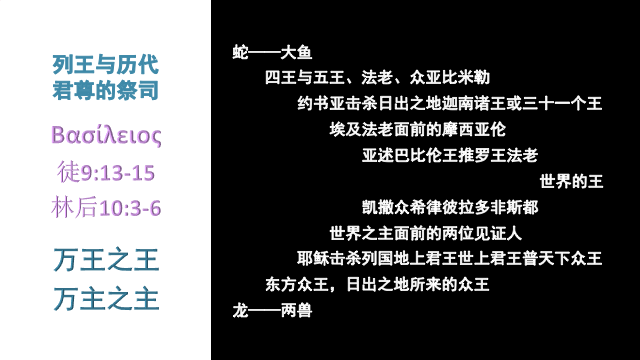 列王与历代
君尊的祭司
Βασίλειος
徒9:13-15
林后10:3-6
万王之王
万主之主
蛇——大鱼
四王与五王、法老、众亚比米勒
约书亚击杀日出之地迦南诸王或三十一个王
埃及法老面前的摩西亚伦
亚述巴比伦王推罗王法老
世界的王
凯撒众希律彼拉多非斯都
世界之主面前的两位见证人
耶稣击杀列国地上君王世上君王普天下众王
东方众王，日出之地所来的众王
龙——两兽